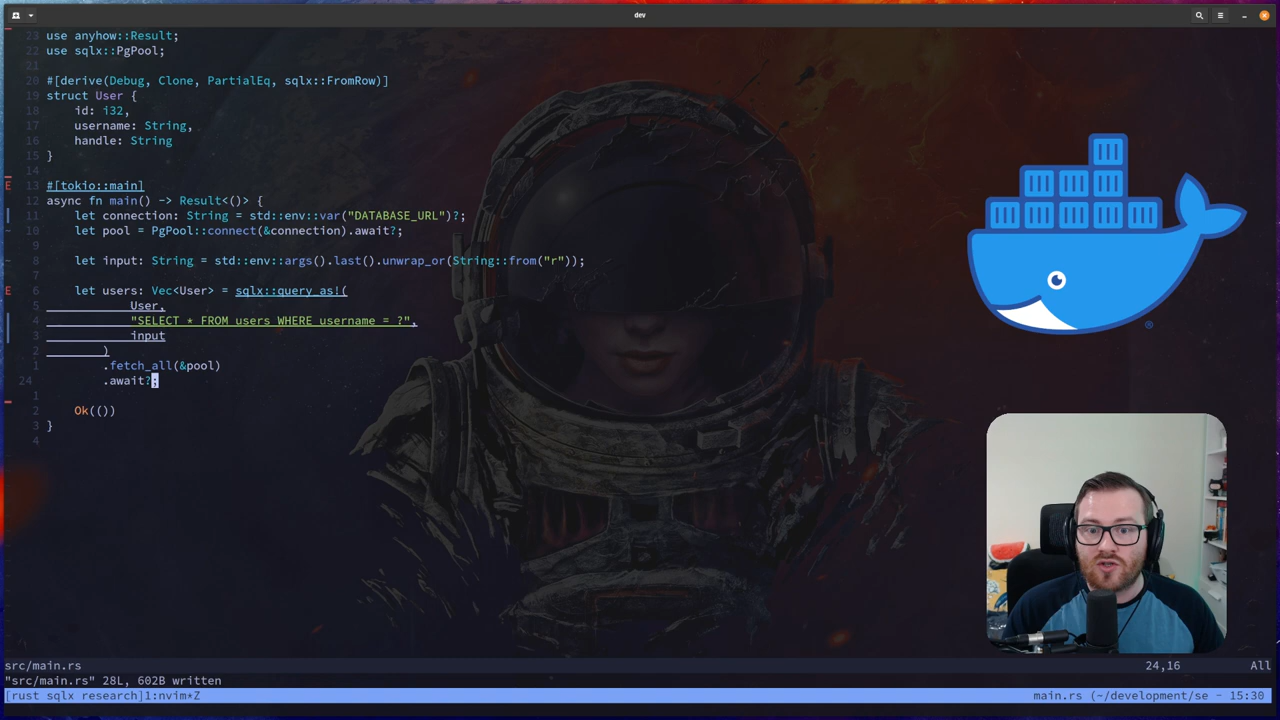 dev
23 use anyhow::Result;
22 use sqlx::PgPool;
21
20 #[derive(Debug, Clone, PartialEq, sqlx::FromRow)]
19 struct User {
18     id: i32,
17     username: String,
16     handle: String
15 }
14
E 13 #[tokio::main]
12 async fn main() -> Result<()> {
11     let connection: String = std::env::var("DATABASE_URL")?;
~ 10     let pool = PgPool::connect(&connection).await?;
9
~ 8     let input: String = std::env::args().last().unwrap_or(String::from("r"));
7
E 6     let users: Vec<User> = sqlx::query_as!(
5             User,
4             "SELECT * FROM users WHERE username = ?",
3             input
2         )
1         .fetch_all(&pool)
24         .await?;
1
2     Ok(())
3 }
4
src/main.rs 24,16 All
"src/main.rs" 28L, 602B written
[rust sqlx research]1:nvim*Z main.rs (~/development/se - 15:30
®